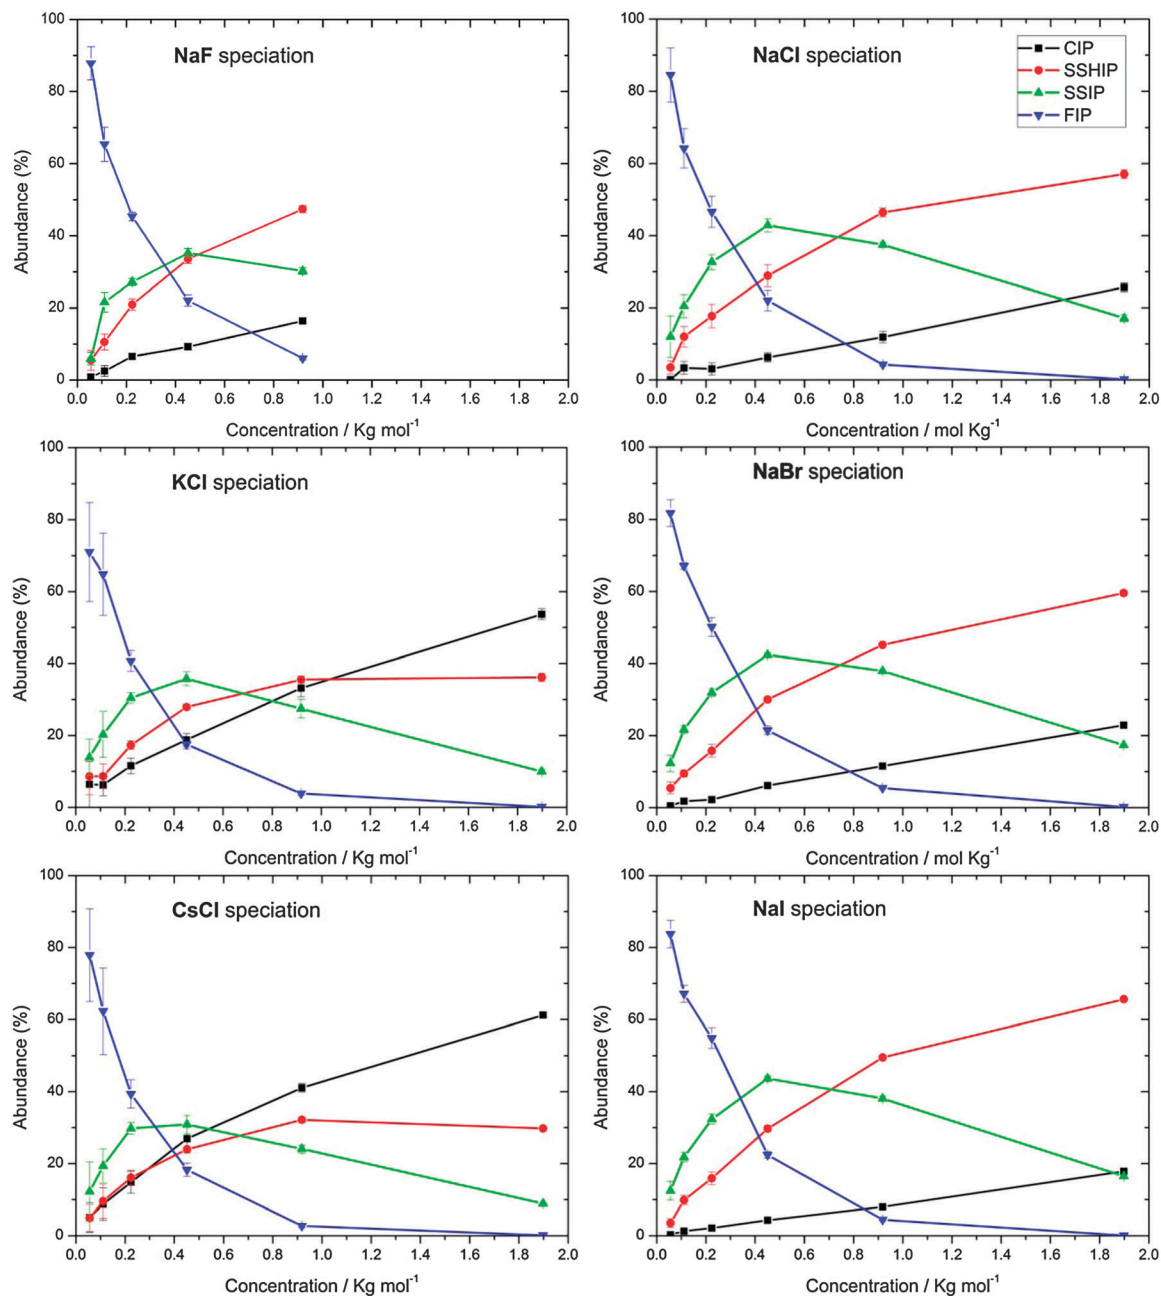 NaF speciation
100
80
60
40
20
0
Abundance (%)
0.0 0.2 0.4 0.6 0.8 1.0 1.2 1.4 1.6 1.8 2.0
Concentration / Kg mol⁻¹
NaCl speciation
CIP
SSHIP
SSIP
FIP
100
80
60
40
20
0
Abundance (%)
0.0 0.2 0.4 0.6 0.8 1.0 1.2 1.4 1.6 1.8 2.0
Concentration / mol Kg⁻¹
KCl speciation
100
80
60
40
20
0
Abundance (%)
0.0 0.2 0.4 0.6 0.8 1.0 1.2 1.4 1.6 1.8 2.0
Concentration / Kg mol⁻¹
NaBr speciation
100
80
60
40
20
0
Abundance (%)
0.0 0.2 0.4 0.6 0.8 1.0 1.2 1.4 1.6 1.8 2.0
Concentration / mol Kg⁻¹
CsCl speciation
100
80
60
40
20
0
Abundance (%)
0.0 0.2 0.4 0.6 0.8 1.0 1.2 1.4 1.6 1.8 2.0
Concentration / Kg mol⁻¹
NaI speciation
100
80
60
40
20
0
Abundance (%)
0.0 0.2 0.4 0.6 0.8 1.0 1.2 1.4 1.6 1.8 2.0
Concentration / Kg mol⁻¹